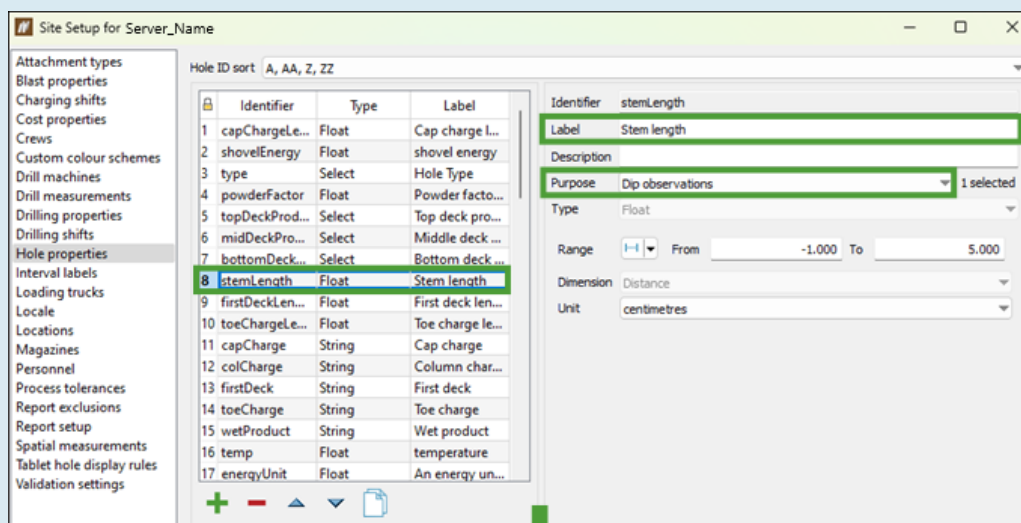 Site Setup for Server_Name
Attachment types
Blast properties
Charging shifts
Cost properties
Crews
Custom colour schemes
Drill machines
Drill measurements
Drilling properties
Drilling shifts
Hole properties
Interval labels
Loading trucks
Locale
Locations
Magazines
Personnel
Process tolerances
Report exclusions
Report setup
Spatial measurements
Tablet hole display rules
Validation settings
Hole ID sort A, AA, Z, ZZ
Identifier Type Label
1 capChargeLe... Float Cap charge l...
2 shovelEnergy Float shovel energy
3 type Select Hole Type
4 powderFactor Float Powder facto...
5 topDeckProd... Select Top deck pro...
6 midDeckPro... Select Middle deck ...
7 bottomDeck... Select Bottom deck ...
8 stemLength Float Stem length
9 firstDeckLen... Float First deck len...
10 toeChargeLe... Float Toe charge le...
11 capCharge String Cap charge
12 colCharge String Column char...
13 firstDeck String First deck
14 toeCharge String Toe charge
15 wetProduct String Wet product
16 temp Float temperature
17 energyUnit Float An energy un...
Identifier stemLength
Label Stem length
Description
Purpose Dip observations 1 selected
Type Float
Range From -1.000 To 5.000
Dimension Distance
Unit centimetres